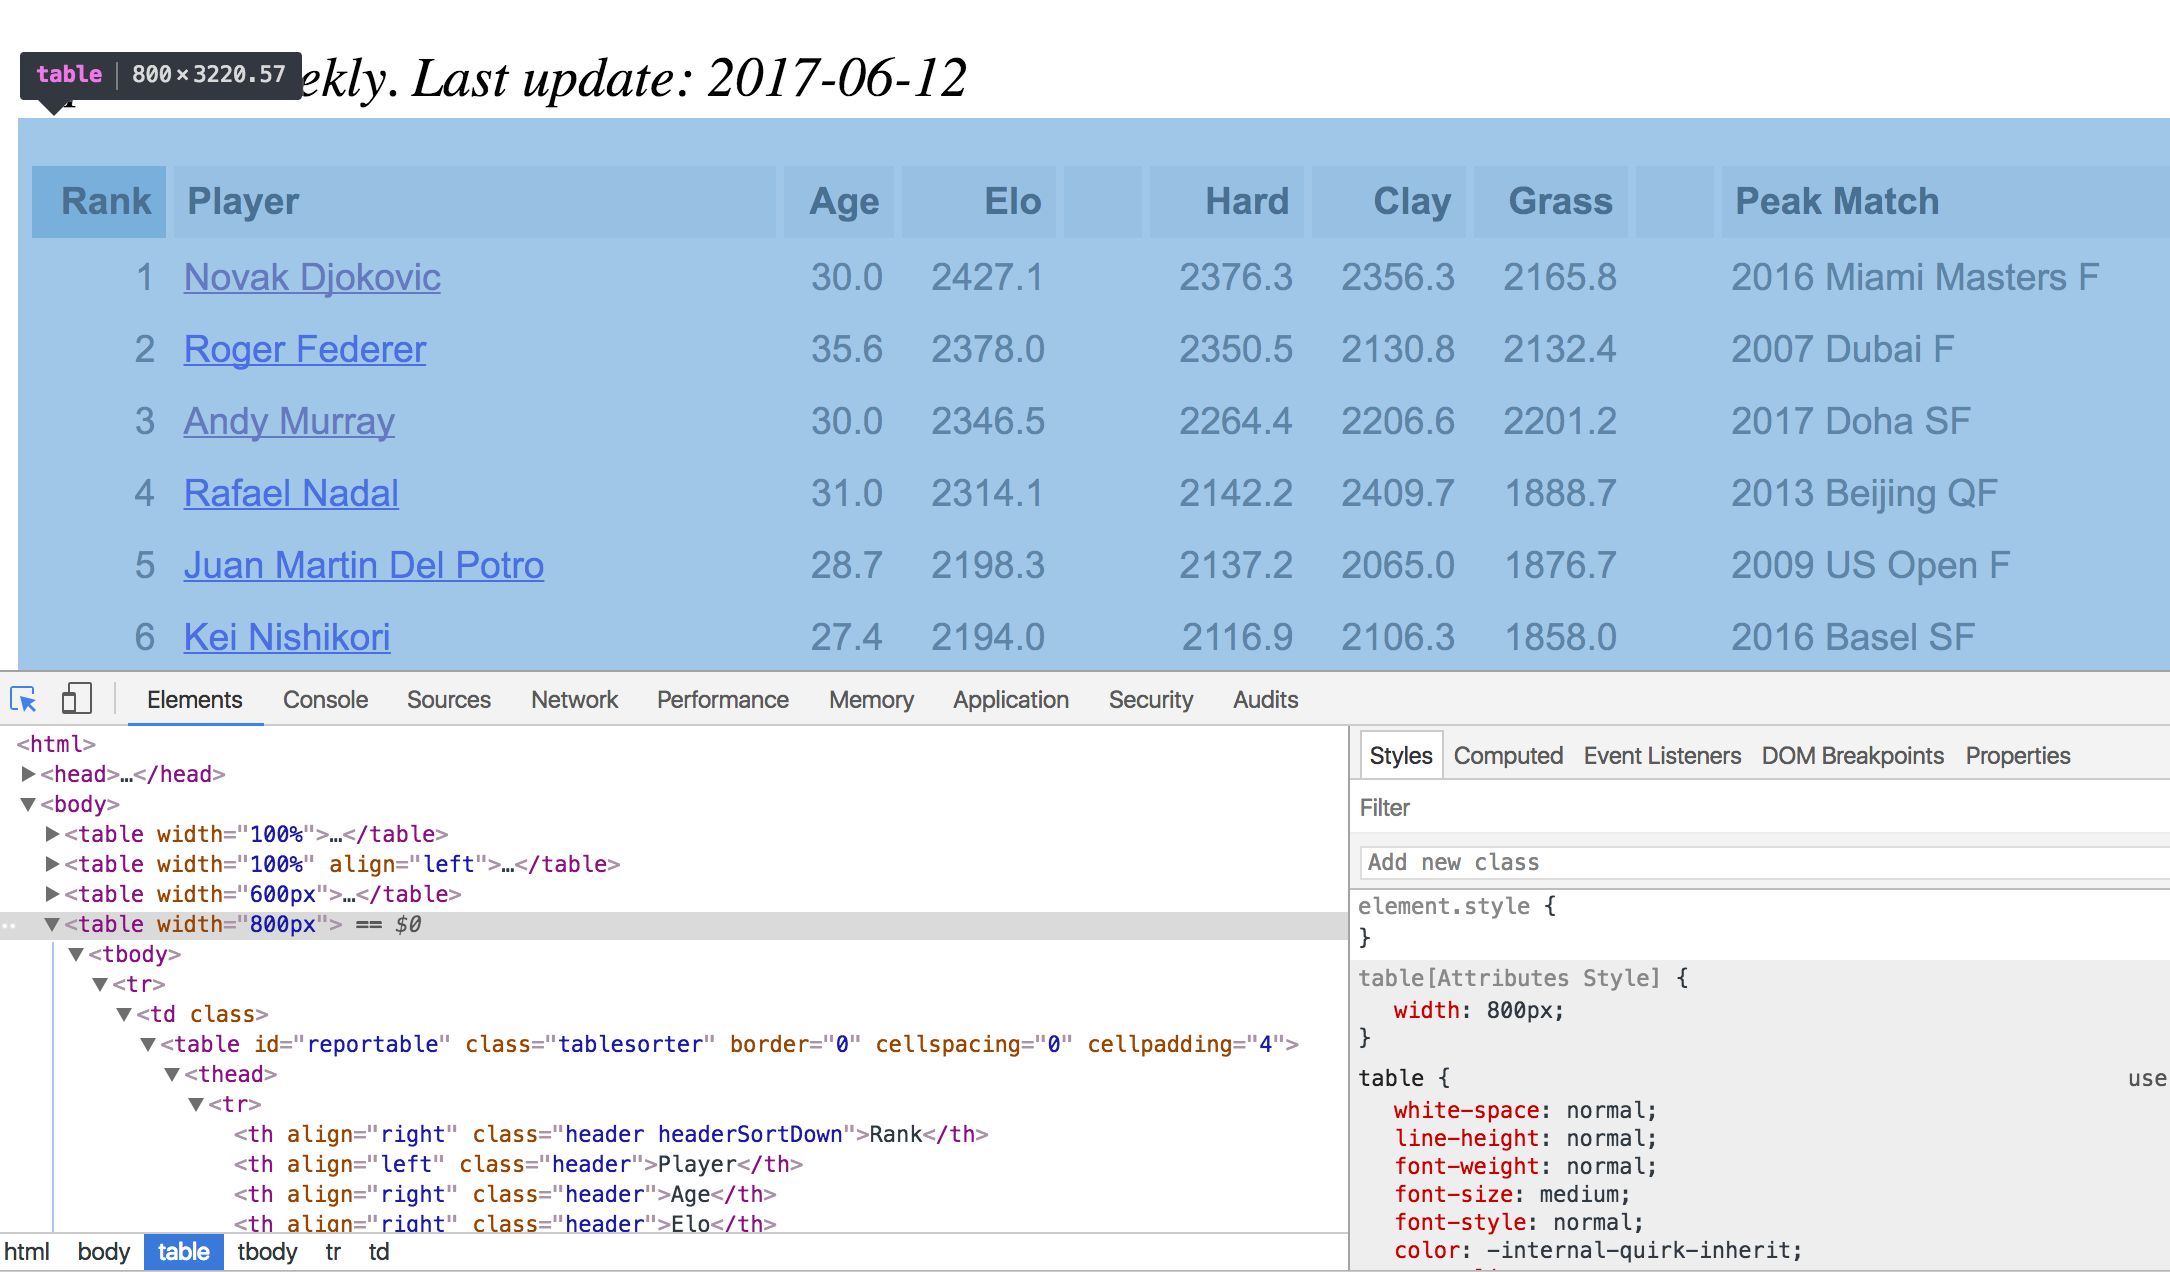 table 800×3220.57
ekly. Last update: 2017-06-12
Rank Player Age Elo Hard Clay Grass Peak Match
1 Novak Djokovic 30.0 2427.1 2376.3 2356.3 2165.8 2016 Miami Masters F
2 Roger Federer 35.6 2378.0 2350.5 2130.8 2132.4 2007 Dubai F
3 Andy Murray 30.0 2346.5 2264.4 2206.6 2201.2 2017 Doha SF
4 Rafael Nadal 31.0 2314.1 2142.2 2409.7 1888.7 2013 Beijing QF
5 Juan Martin Del Potro 28.7 2198.3 2137.2 2065.0 1876.7 2009 US Open F
6 Kei Nishikori 27.4 2194.0 2116.9 2106.3 1858.0 2016 Basel SF
Elements Console Sources Network Performance Memory Application Security Audits
<html>
<head>…</head>
<body>
<table width="100%">…</table>
<table width="100%" align="left">…</table>
<table width="600px">…</table>
<table width="800px"> == $0
<tbody>
<tr>
<td class>
<table id="reportable" class="tablesorter" border="0" cellspacing="0" cellpadding="4">
<thead>
<tr>
<th align="right" class="header headerSortDown">Rank</th>
<th align="left" class="header">Player</th>
<th align="right" class="header">Age</th>
<th align="right" class="header">Elo</th>
html body table tbody tr td
Styles Computed Event Listeners DOM Breakpoints Properties
Filter
Add new class
element.style {
}
table[Attributes Style] {
width: 800px;
}
table { use
white-space: normal;
line-height: normal;
font-weight: normal;
font-size: medium;
font-style: normal;
color: -internal-quirk-inherit;